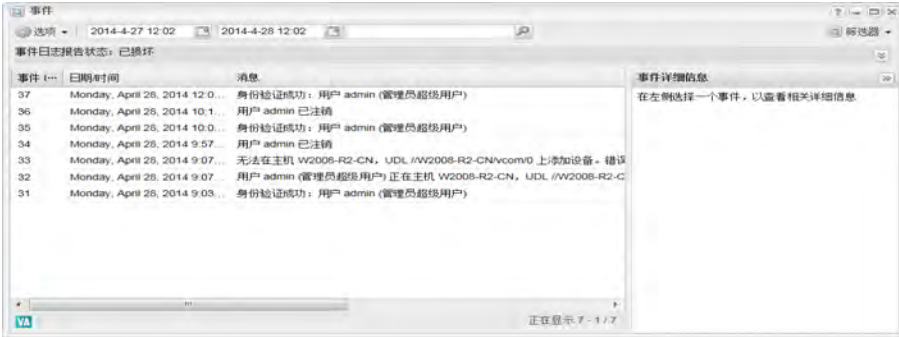 事件
选项 2014-4-27 12:02 2014-4-28 12:02 筛选器
事件日志报告状态：已损坏
事件 I··· 日期/时间 消息 事件详细信息
37 Monday, April 28, 2014 12:0... 身份验证成功：用户 admin (管理员超级用户)
在左侧选择一个事件，以查看相关详细信息
36 Monday, April 28, 2014 10:1... 用户 admin 已注销
35 Monday, April 28, 2014 10:0... 身份验证成功：用户 admin (管理员超级用户)
34 Monday, April 28, 2014 9:57... 用户 admin 已注销
33 Monday, April 28, 2014 9:07... 无法在主机 W2008-R2-CN，UDL //W2008-R2-CN/vcom/0 上添加设备。错误
32 Monday, April 28, 2014 9:07... 用户 admin (管理员超级用户) 正在主机 W2008-R2-CN，UDL //W2008-R2-C
31 Monday, April 28, 2014 9:03... 身份验证成功：用户 admin (管理员超级用户)
VA 正在显示 7 - 1 / 7